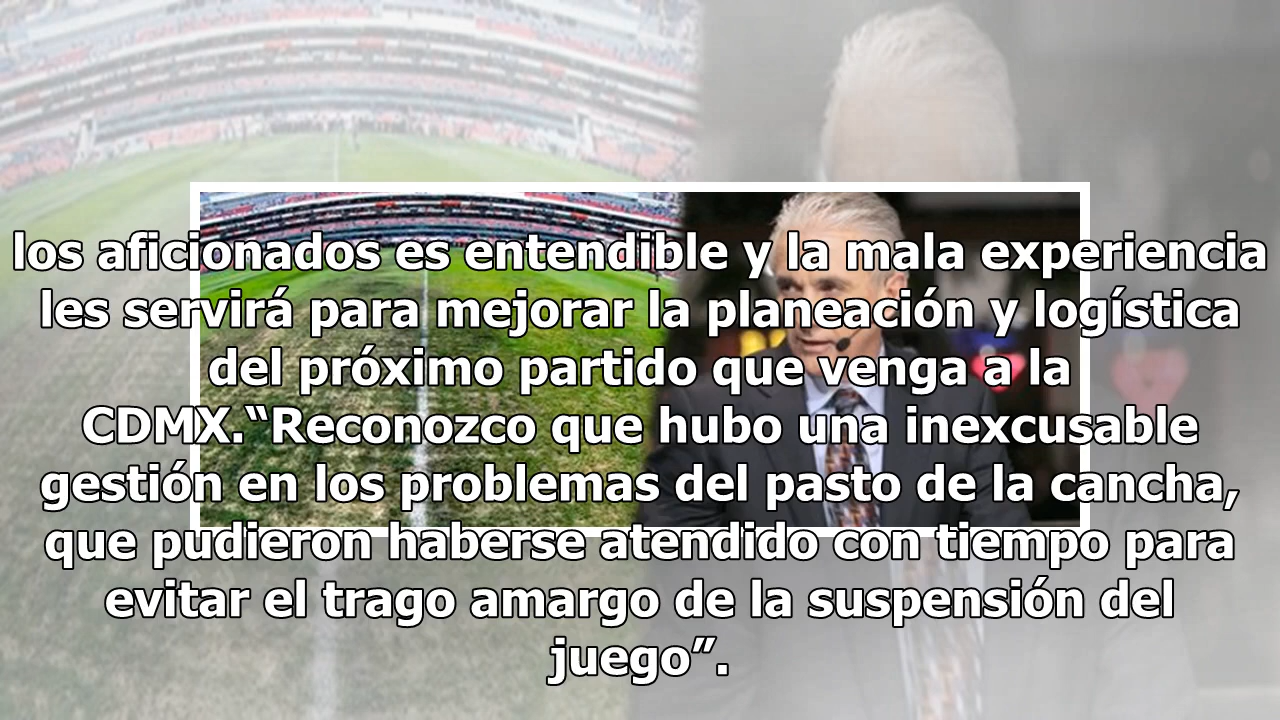 los aficionados es entendible y la mala experiencia
les servirá para mejorar la planeación y logística
del próximo partido que venga a la
CDMX.“Reconozco que hubo una inexcusable
gestión en los problemas del pasto de la cancha,
que pudieron haberse atendido con tiempo para
evitar el trago amargo de la suspensión del
juego”.